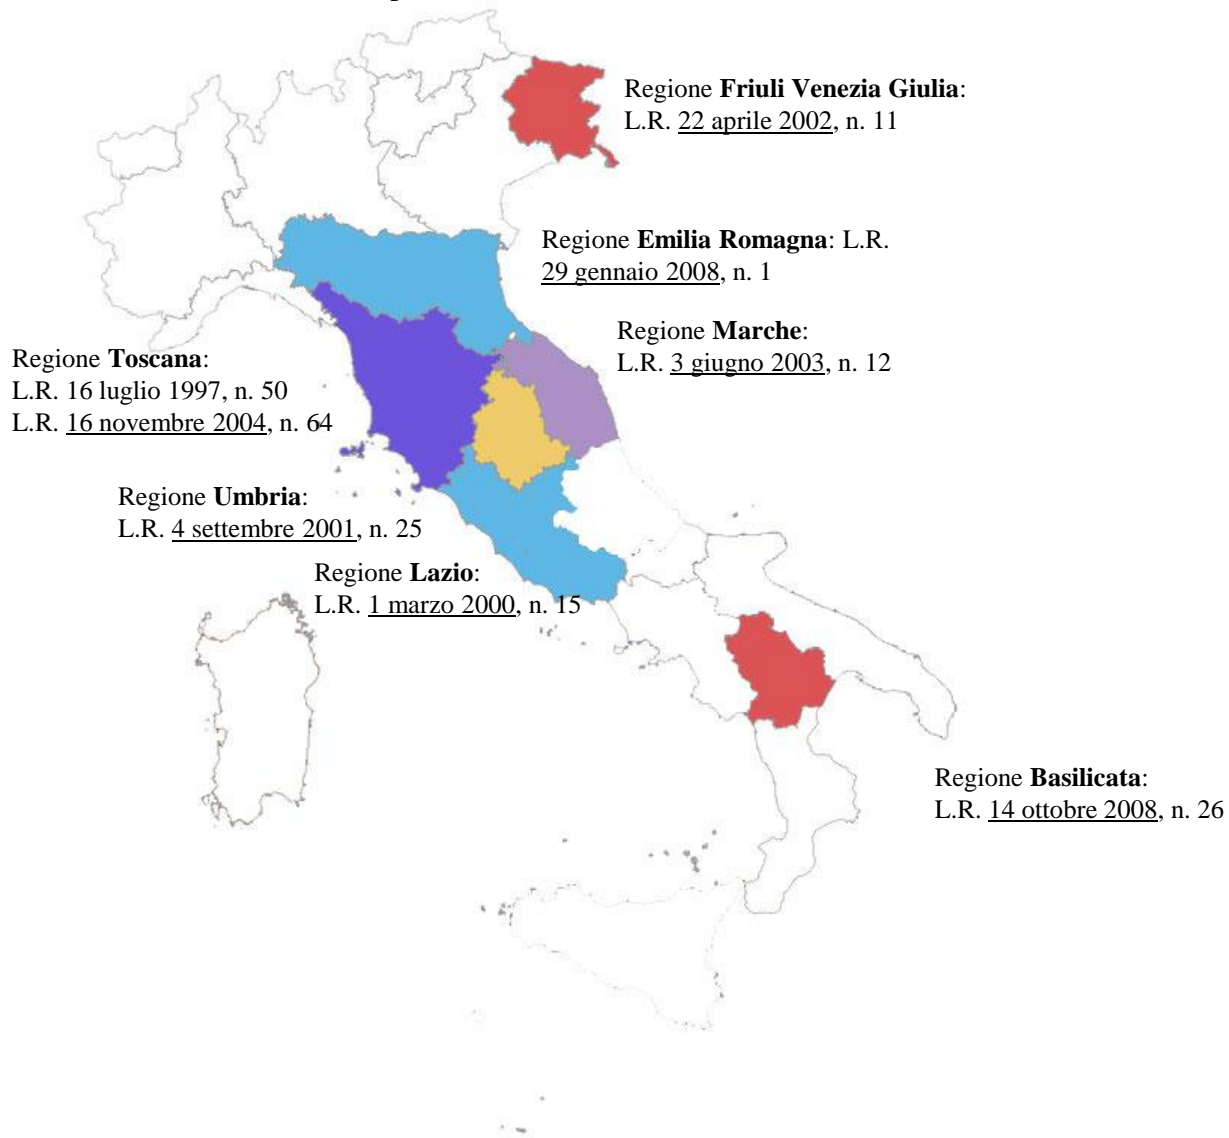 Regione Friuli Venezia Giulia:
L.R. 22 aprile 2002, n. 11
Regione Emilia Romagna: L.R.
29 gennaio 2008, n. 1
Regione Marche:
L.R. 3 giugno 2003, n. 12
Regione Toscana:
L.R. 16 luglio 1997, n. 50
L.R. 16 novembre 2004, n. 64
Regione Umbria:
L.R. 4 settembre 2001, n. 25
Regione Lazio:
L.R. 1 marzo 2000, n. 15
Regione Basilicata:
L.R. 14 ottobre 2008, n. 26